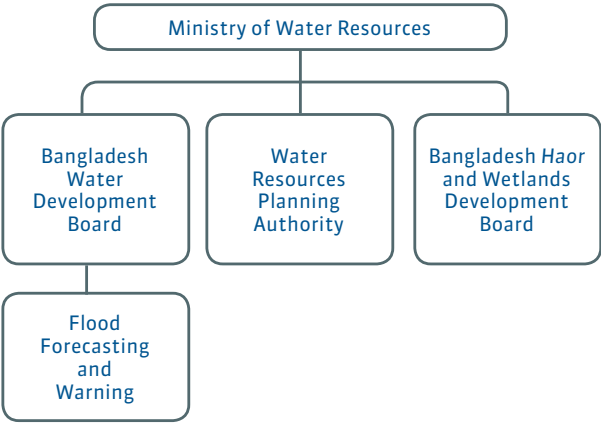 Ministry of Water Resources
Bangladesh
Water
Development
Board
Water
Resources
Planning
Authority
Bangladesh Haor
and Wetlands
Development
Board
Flood
Forecasting
and
Warning